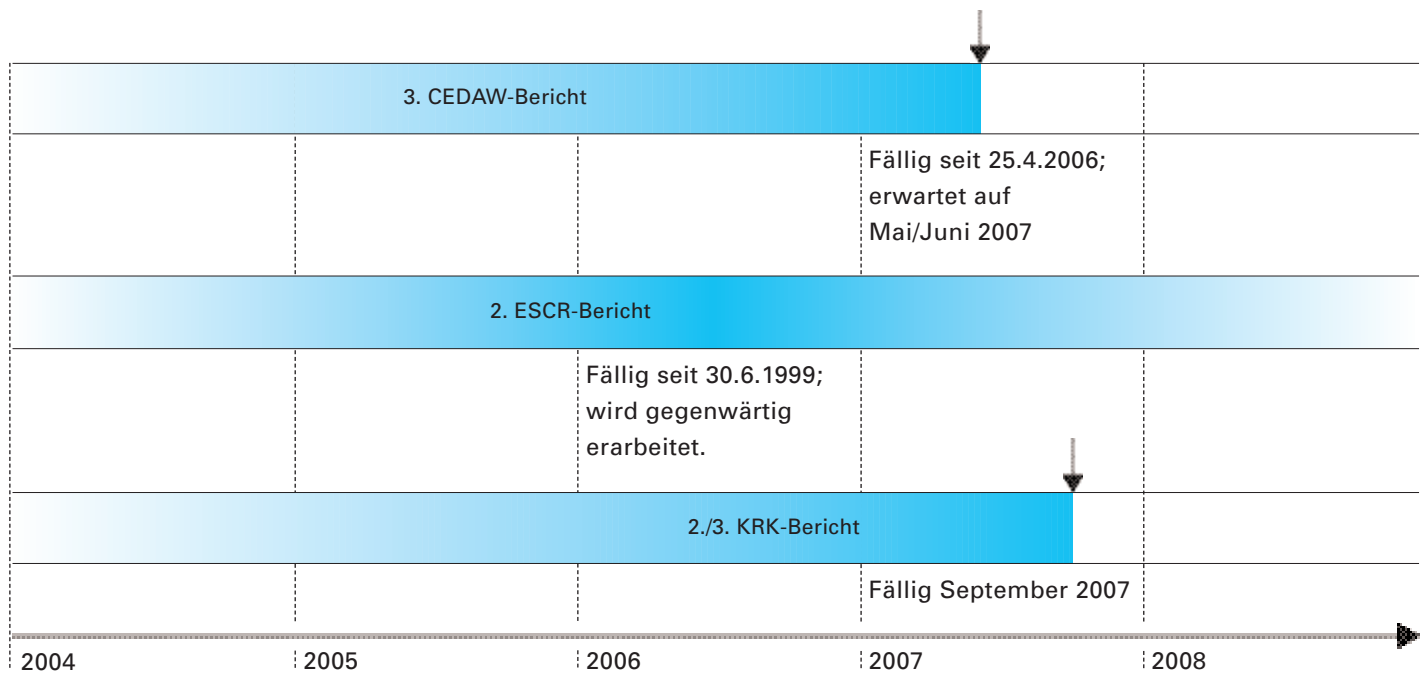 3. CEDAW-Bericht
Fällig seit 25.4.2006;
erwartet auf
Mai/Juni 2007
2. ESCR-Bericht
Fällig seit 30.6.1999;
wird gegenwärtig
erarbeitet.
2./3. KRK-Bericht
Fällig September 2007
2004 2005 2006 2007 2008